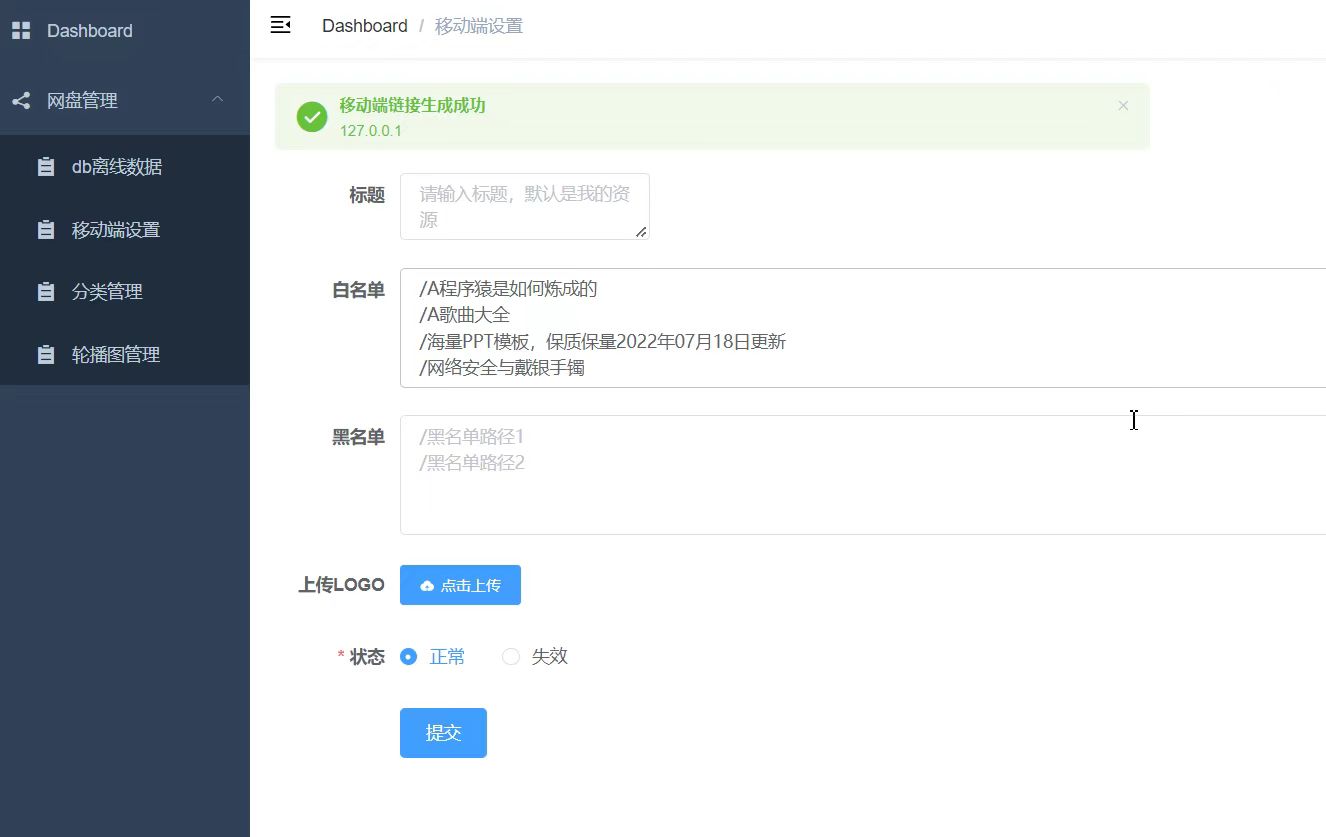 Dashboard
网盘管理
db离线数据
移动端设置
分类管理
轮播图管理
Dashboard / 移动端设置
移动端链接生成成功
127.0.0.1
标题
请输入标题，默认是我的资
源
白名单
/A程序猿是如何炼成的
/A歌曲大全
/海量PPT模板，保质保量2022年07月18日更新
/网络安全与戴银手镯
黑名单
/黑名单路径1
/黑名单路径2
上传LOGO
点击上传
* 状态
正常
失效
提交